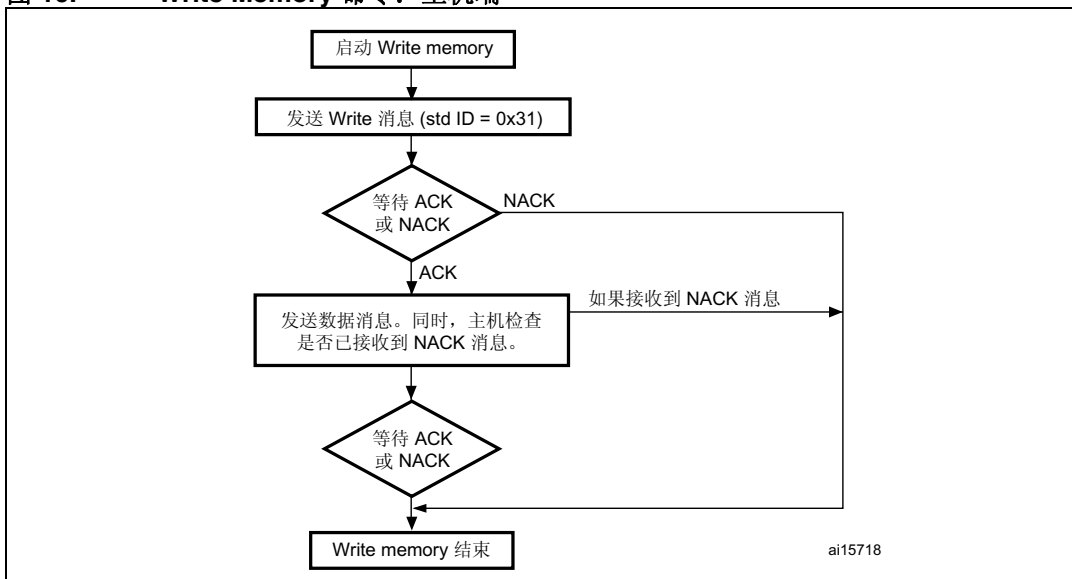 启动 Write memory
发送 Write 消息 (std ID = 0x31)
等待 ACK
或 NACK
NACK
ACK
发送数据消息。同时，主机检查
是否已接收到 NACK 消息。
如果接收到 NACK 消息
等待 ACK
或 NACK
Write memory 结束
ai15718